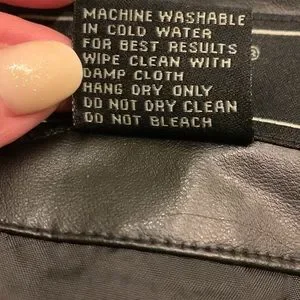 MACHINE WASHABLE
IN COLD WATER
FOR BEST RESULTS
WIPE CLEAN WITH
DAMP CLOTH
HANG DRY ONLY
DO NOT DRY CLEAN
DO NOT BLEACH
®